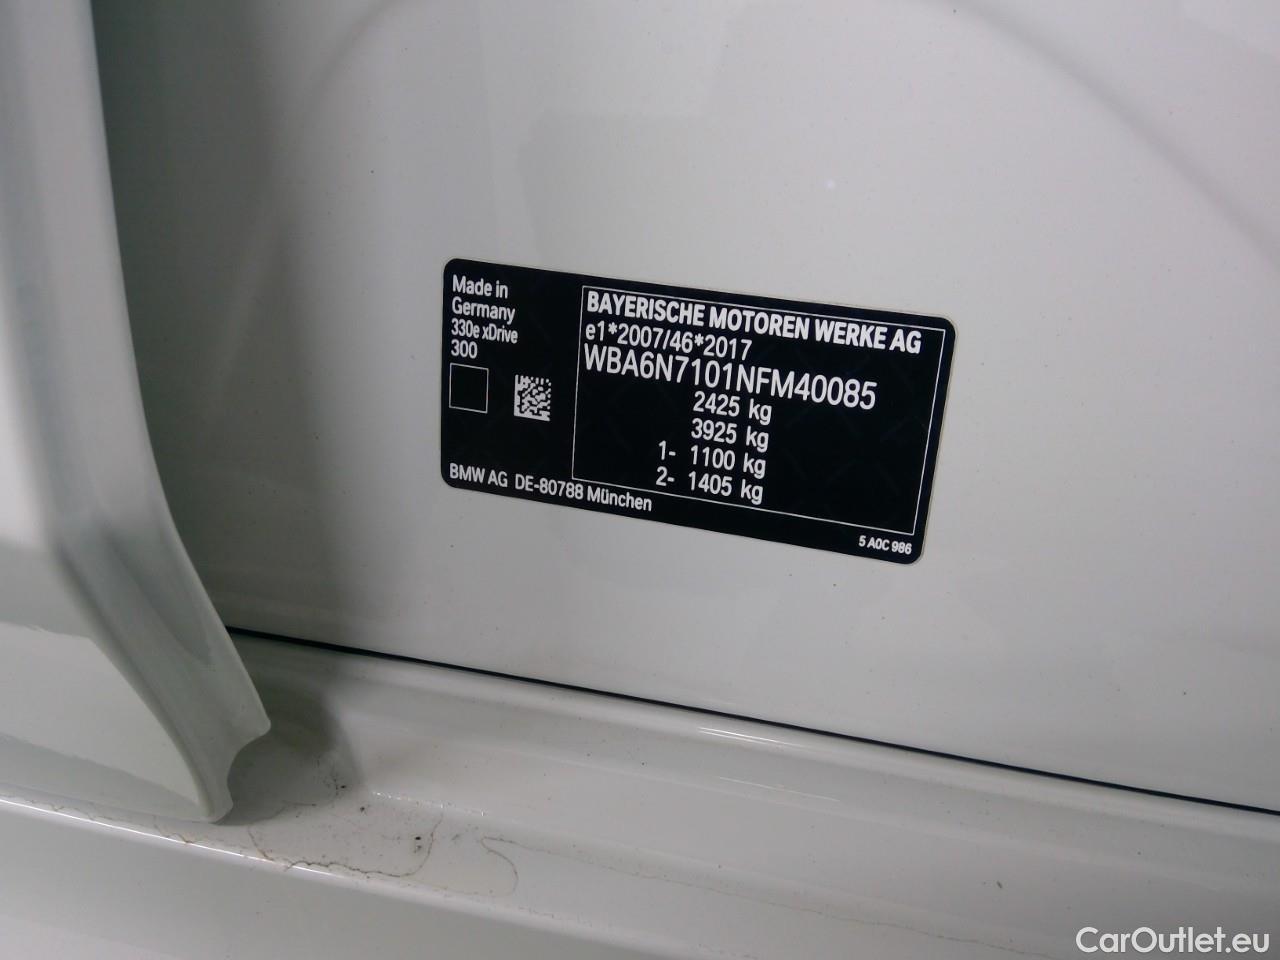 Made in
Germany
330e xDrive
300
BMW AG DE-80788 München
BAYERISCHE MOTOREN WERKE AG
e1*2007/46*2017
WBA6N7101NFM40085
2425 kg
3925 kg
1- 1100 kg
2- 1405 kg
5 A0C 986
CarOutlet.eu